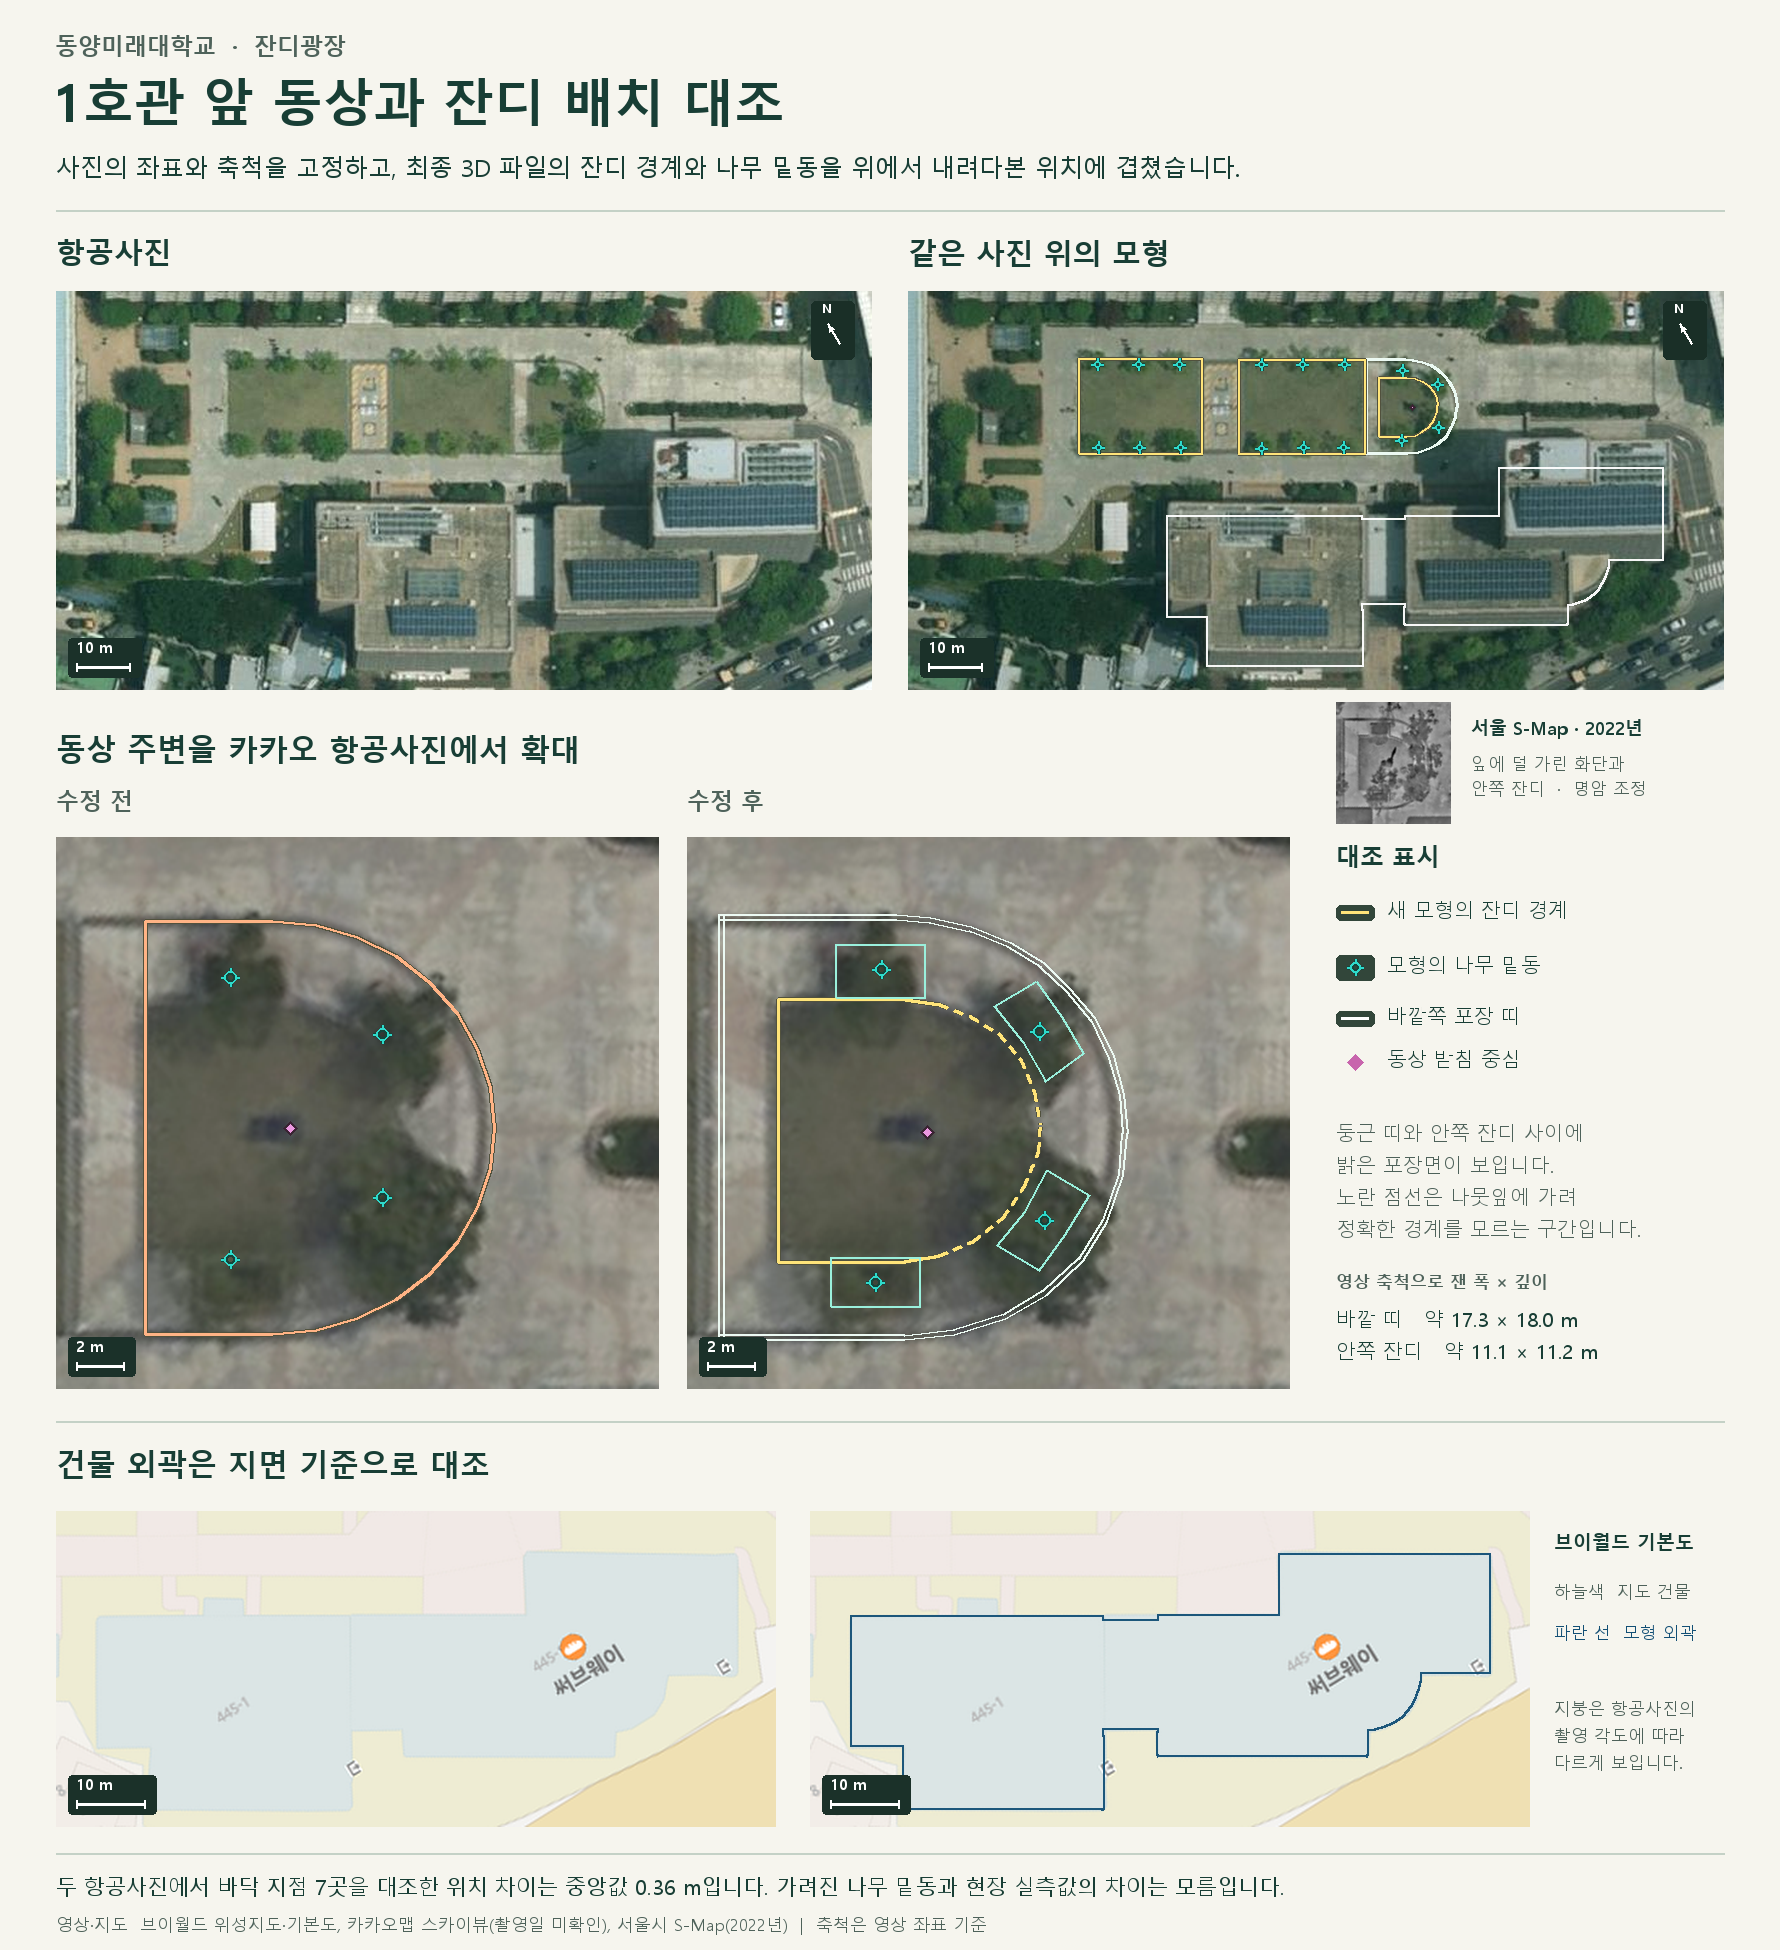 동양미래대학교 · 잔디광장
1호관 앞 동상과 잔디 배치 대조
사진의 좌표와 축척을 고정하고, 최종 3D 파일의 잔디 경계와 나무 밑동을 위에서 내려다본 위치에 겹쳤습니다.
항공사진
같은 사진 위의 모형
N
N
10 m
10 m
동상 주변을 카카오 항공사진에서 확대
서울 S-Map · 2022년
잎에 덜 가린 화단과
안쪽 잔디 · 명암 조정
수정 전
수정 후
대조 표시
새 모형의 잔디 경계
모형의 나무 밑동
바깥쪽 포장 띠
동상 받침 중심
둥근 띠와 안쪽 잔디 사이에
밝은 포장면이 보입니다.
노란 점선은 나뭇잎에 가려
정확한 경계를 모르는 구간입니다.
영상 축척으로 잰 폭 × 깊이
바깥 띠 약 17.3 × 18.0 m
안쪽 잔디 약 11.1 × 11.2 m
2 m
2 m
건물 외곽은 지면 기준으로 대조
445-
써브웨이
445-1
10 m
445-
써브웨이
445-1
10 m
브이월드 기본도
하늘색 지도 건물
파란 선 모형 외곽
지붕은 항공사진의
촬영 각도에 따라
다르게 보입니다.
두 항공사진에서 바닥 지점 7곳을 대조한 위치 차이는 중앙값 0.36 m입니다. 가려진 나무 밑동과 현장 실측값의 차이는 모름입니다.
영상·지도 브이월드 위성지도·기본도, 카카오맵 스카이뷰(촬영일 미확인), 서울시 S-Map(2022년) | 축척은 영상 좌표 기준